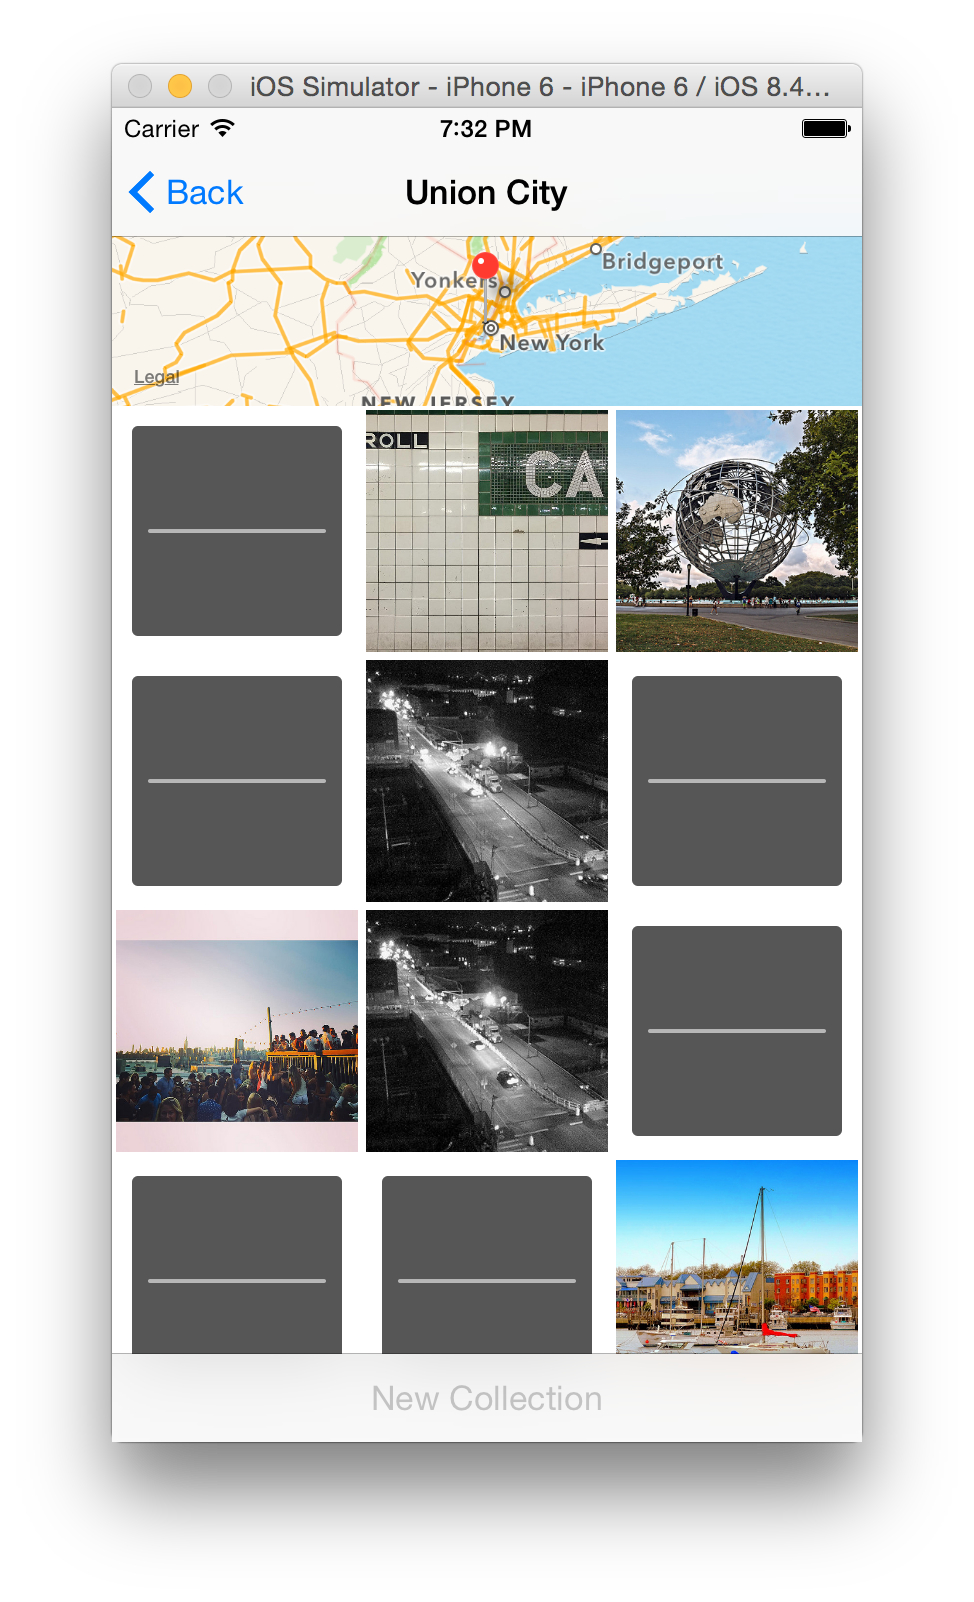 iOS Simulator - iPhone 6 - iPhone 6 / iOS 8.4...
Carrier 7:32 PM
Back Union City
Bridgeport
Yonkers
New York
Legal
NEW JERSEY
ROLL
CA
New Collection